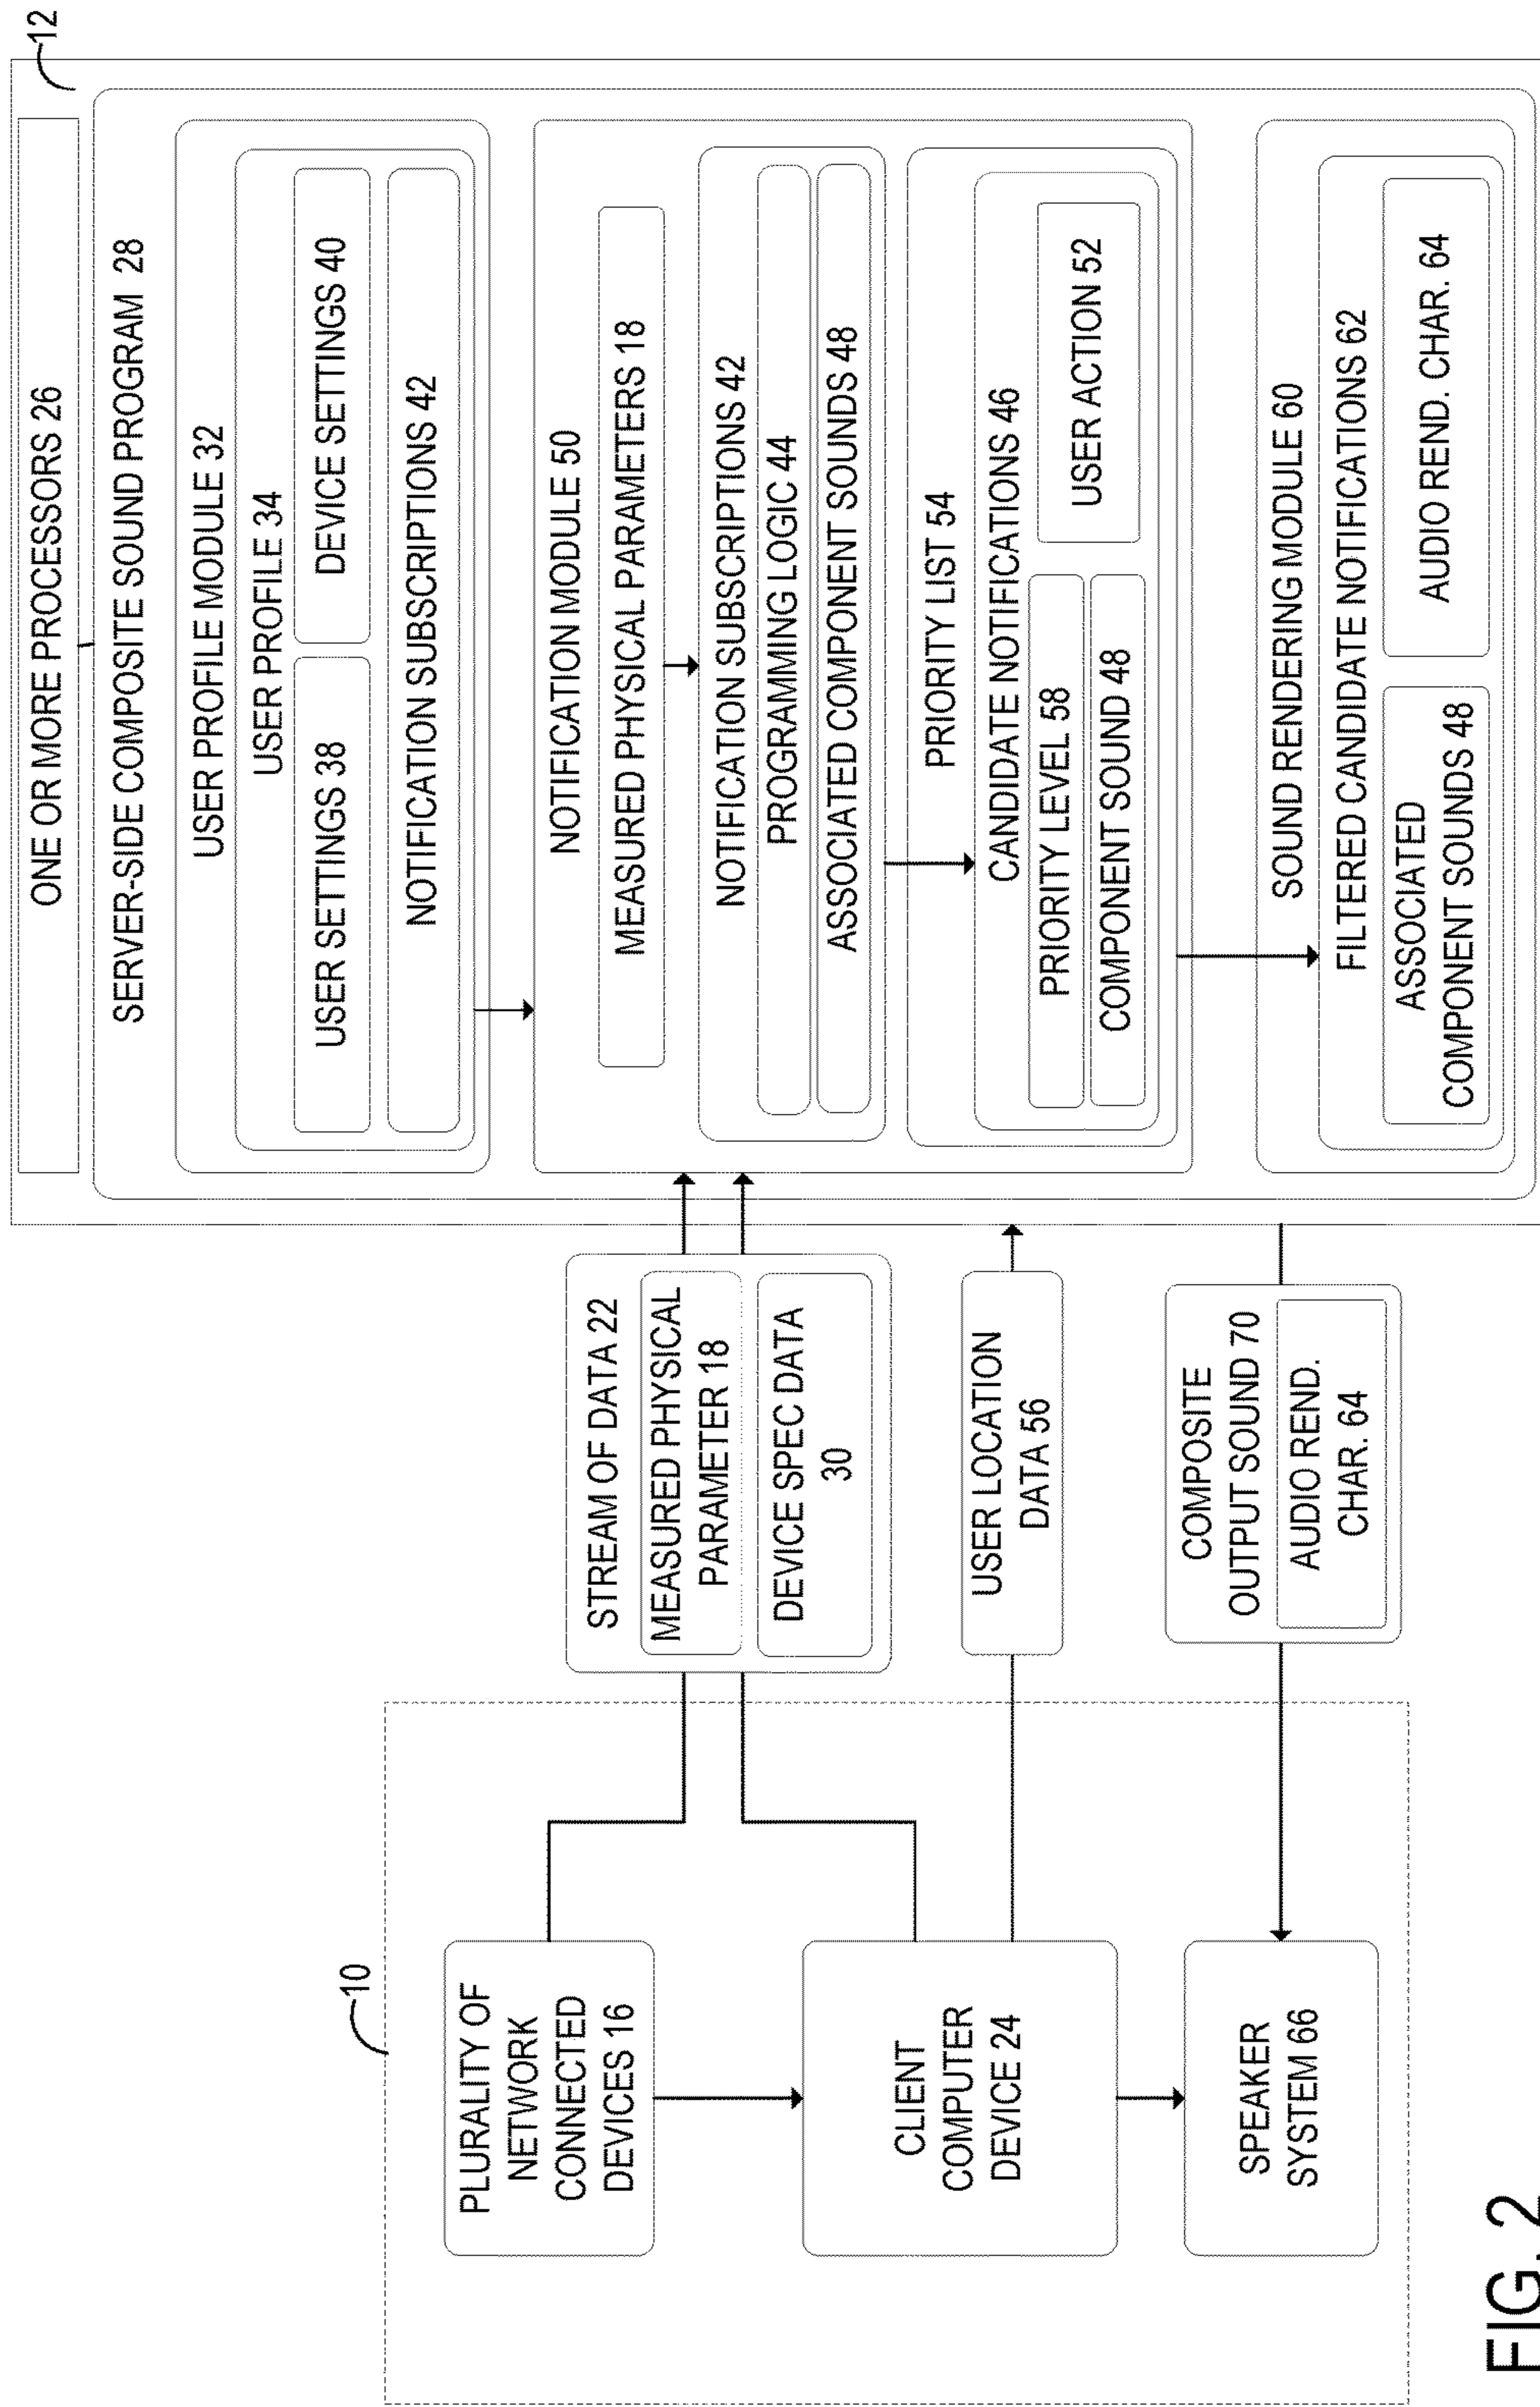 12
ONE OR MORE PROCESSORS 26
SERVER-SIDE COMPOSITE SOUND PROGRAM 28
USER PROFILE MODULE 32
USER PROFILE 34
USER SETTINGS 38
DEVICE SETTINGS 40
NOTIFICATION SUBSCRIPTIONS 42
NOTIFICATION MODULE 50
MEASURED PHYSICAL PARAMETERS 18
NOTIFICATION SUBSCRIPTIONS 42
PROGRAMMING LOGIC 44
ASSOCIATED COMPONENT SOUNDS 48
PRIORITY LIST 54
CANDIDATE NOTIFICATIONS 46
PRIORITY LEVEL 58
COMPONENT SOUND 48
USER ACTION 52
SOUND RENDERING MODULE 60
FILTERED CANDIDATE NOTIFICATIONS 62
ASSOCIATED
COMPONENT SOUNDS 48
AUDIO REND. CHAR. 64
STREAM OF DATA 22
MEASURED PHYSICAL
PARAMETER 18
DEVICE SPEC DATA
30
USER LOCATION
DATA 56
COMPOSITE
OUTPUT SOUND 70
AUDIO REND.
CHAR. 64
10
PLURALITY OF
NETWORK
CONNECTED
DEVICES 16
CLIENT
COMPUTER
DEVICE 24
SPEAKER
SYSTEM 66
FIG. 2